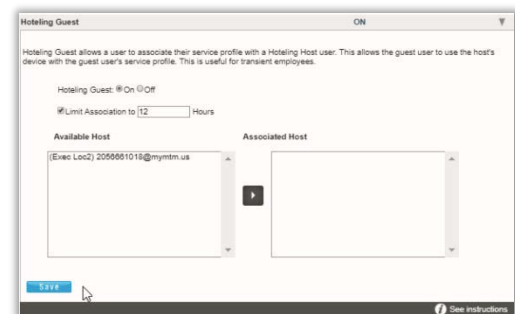 Hoteling Guest ON
Hoteling Guest allows a user to associate their service profile with a Hoteling Host user. This allows the guest user to use the host's
device with the guest user's service profile. This is useful for transient employees.
Hoteling Guest: On Off
Limit Association to 12 Hours
Available Host Associated Host
(Exec Loc2) 2056661018@mymtm.us
Save
See instructions